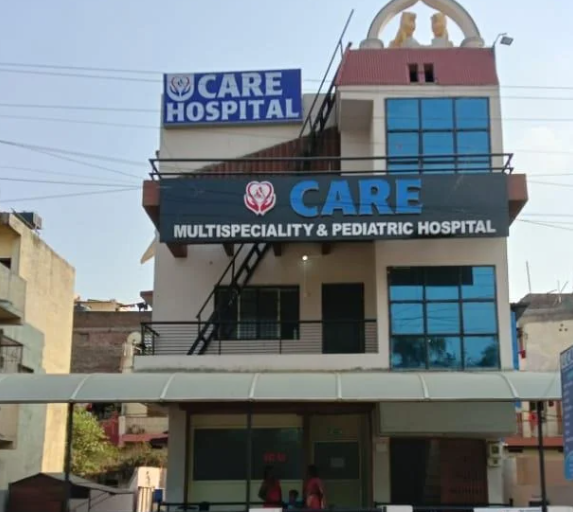 CARE
HOSPITAL
CARE
MULTISPECIALITY & PEDIATRIC HOSPITAL